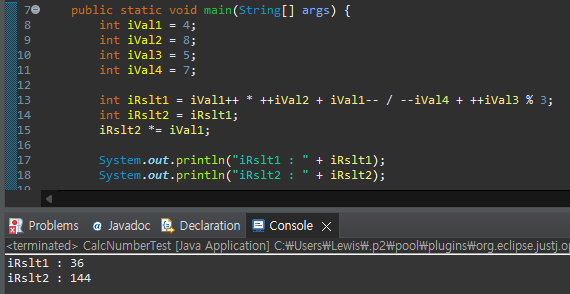 7 public static void main(String[] args) {
8 int iVal1 = 4;
9 int iVal2 = 8;
10 int iVal3 = 5;
11 int iVal4 = 7;
12
13 int iRslt1 = iVal1++ * ++iVal2 + iVal1-- / --iVal4 + ++iVal3 % 3;
14 int iRslt2 = iRslt1;
15 iRslt2 *= iVal1;
16
17 System.out.println("iRslt1 : " + iRslt1);
18 System.out.println("iRslt2 : " + iRslt2);
Problems @ Javadoc Declaration Console
<terminated> CalcNumberTest [Java Application] C:₩Users₩Lewis₩.p2₩pool₩plugins₩org.eclipse.justj.op
iRslt1 : 36
iRslt2 : 144